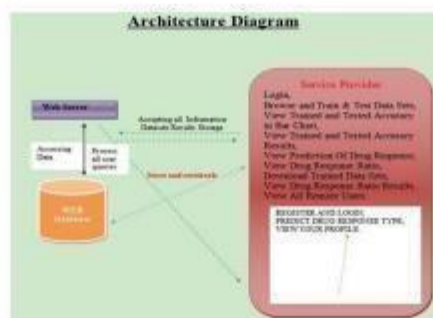 Architecture Diagram
Service Provider
Login,
Browse and Train & Test Data Sets,
View Trained and Tested Accuracy
in Bar Chart,
View Trained and Tested Accuracy
Results,
View Prediction Of Drug Response,
View Drug Response Ratio,
Download Trained Data Sets,
View Drug Response Ratio Results,
View All Remote Users.
Web Server
Accepting all Information
Datasets Results Storage
Accessing
Data
Process
all user
queries
Store and retrievals
WEB
Database
REGISTER AND LOGIN,
PREDICT DRUG RESPONSE TYPE,
VIEW YOUR PROFILE.